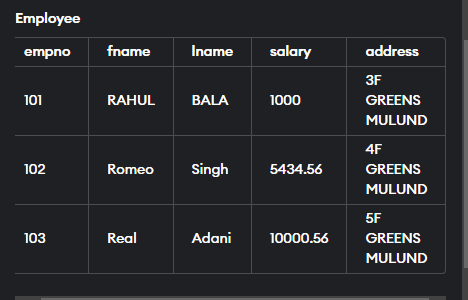 Employee
empno fname lname salary address
3F
GREENS
101 RAHUL BALA 1000
MULUND
4F
GREENS
102 Romeo Singh 5434.56
MULUND
5F
GREENS
103 Real Adani 10000.56
MULUND